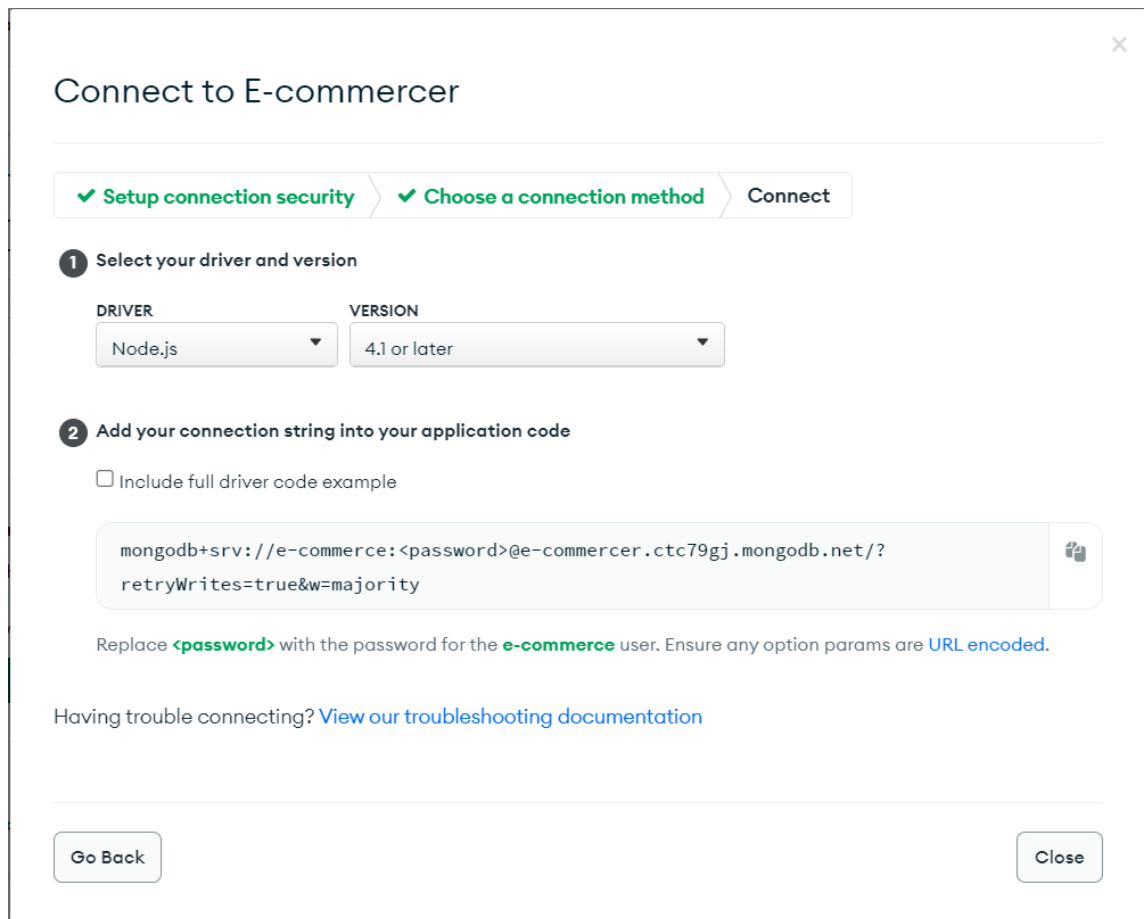 Connect to E-commercer
Setup connection security
Choose a connection method
Connect
1 Select your driver and version
DRIVER
VERSION
Node.js
4.1 or later
2 Add your connection string into your application code
Include full driver code example
mongodb+srv://e-commerce:<password>@e-commercer.ctc79gj.mongodb.net/?
retryWrites=true&w=majority
Replace <password> with the password for the e-commerce user. Ensure any option params are URL encoded.
Having trouble connecting? View our troubleshooting documentation
Go Back
Close